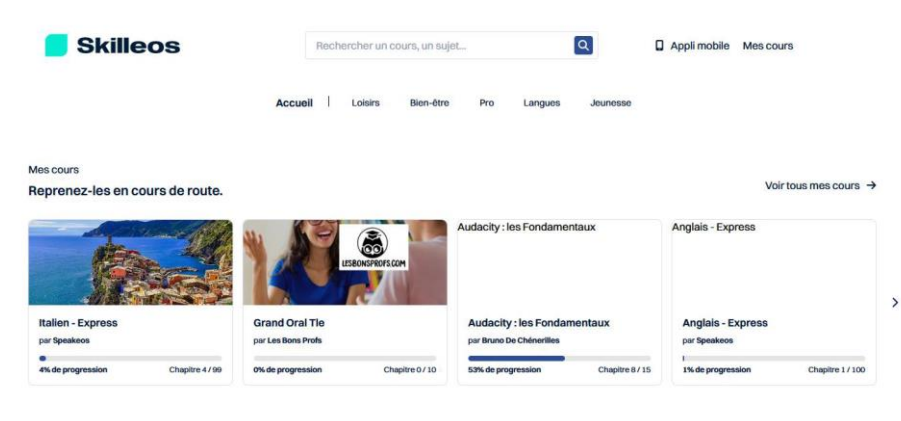 Skilleos
Rechercher un cours, un sujet...
Appli mobile
Mes cours
Accueil
Loisirs
Bien-être
Pro
Langues
Jeunesse
Mes cours
Reprenez-les en cours de route.
Voir tous mes cours
LESBONSPROFS.COM
Audacity : les Fondamentaux
Anglais - Express
Italien - Express
par Speakeos
4% de progression
Chapitre 4 / 99
Grand Oral Tle
par Les Bons Profs
0% de progression
Chapitre 0 / 10
Audacity : les Fondamentaux
par Bruno De Chénerilles
53% de progression
Chapitre 8 / 15
Anglais - Express
par Speakeos
1% de progression
Chapitre 1 / 100